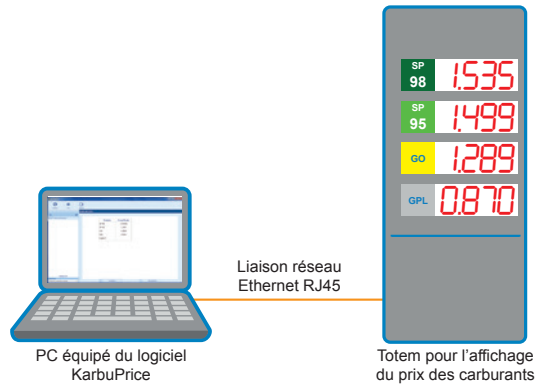 SP
98 1.535
SP
95 1.499
GO 1.289
GPL 0.870
Liaison réseau
Ethernet RJ45
PC équipé du logiciel
KarbuPrice
Totem pour l’affichage
du prix des carburants